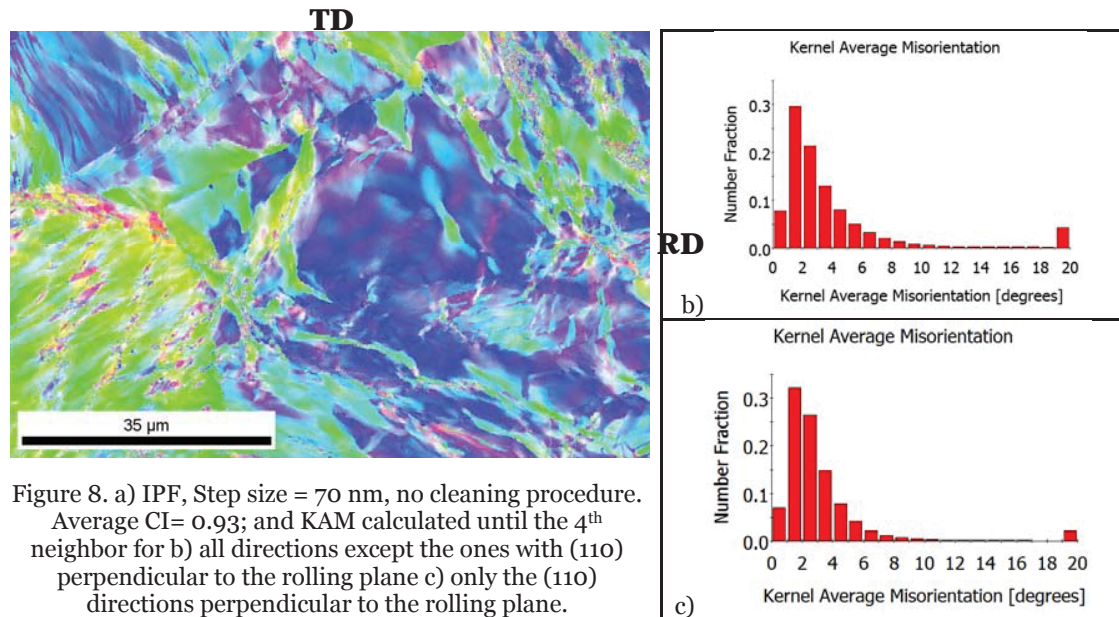 TD
35 µm
Figure 8. a) IPF, Step size = 70 nm, no cleaning procedure.
Average CI= 0.93; and KAM calculated until the 4th
neighbor for b) all directions except the ones with (110)
perpendicular to the rolling plane c) only the (110)
directions perpendicular to the rolling plane.
RD
Kernel Average Misorientation
Number Fraction
0.3
0.2
0.1
0.0
0 2 4 6 8 10 12 14 16 18 20
Kernel Average Misorientation [degrees]
b)
Kernel Average Misorientation
Number Fraction
0.3
0.2
0.1
0.0
0 2 4 6 8 10 12 14 16 18 20
Kernel Average Misorientation [degrees]
c)